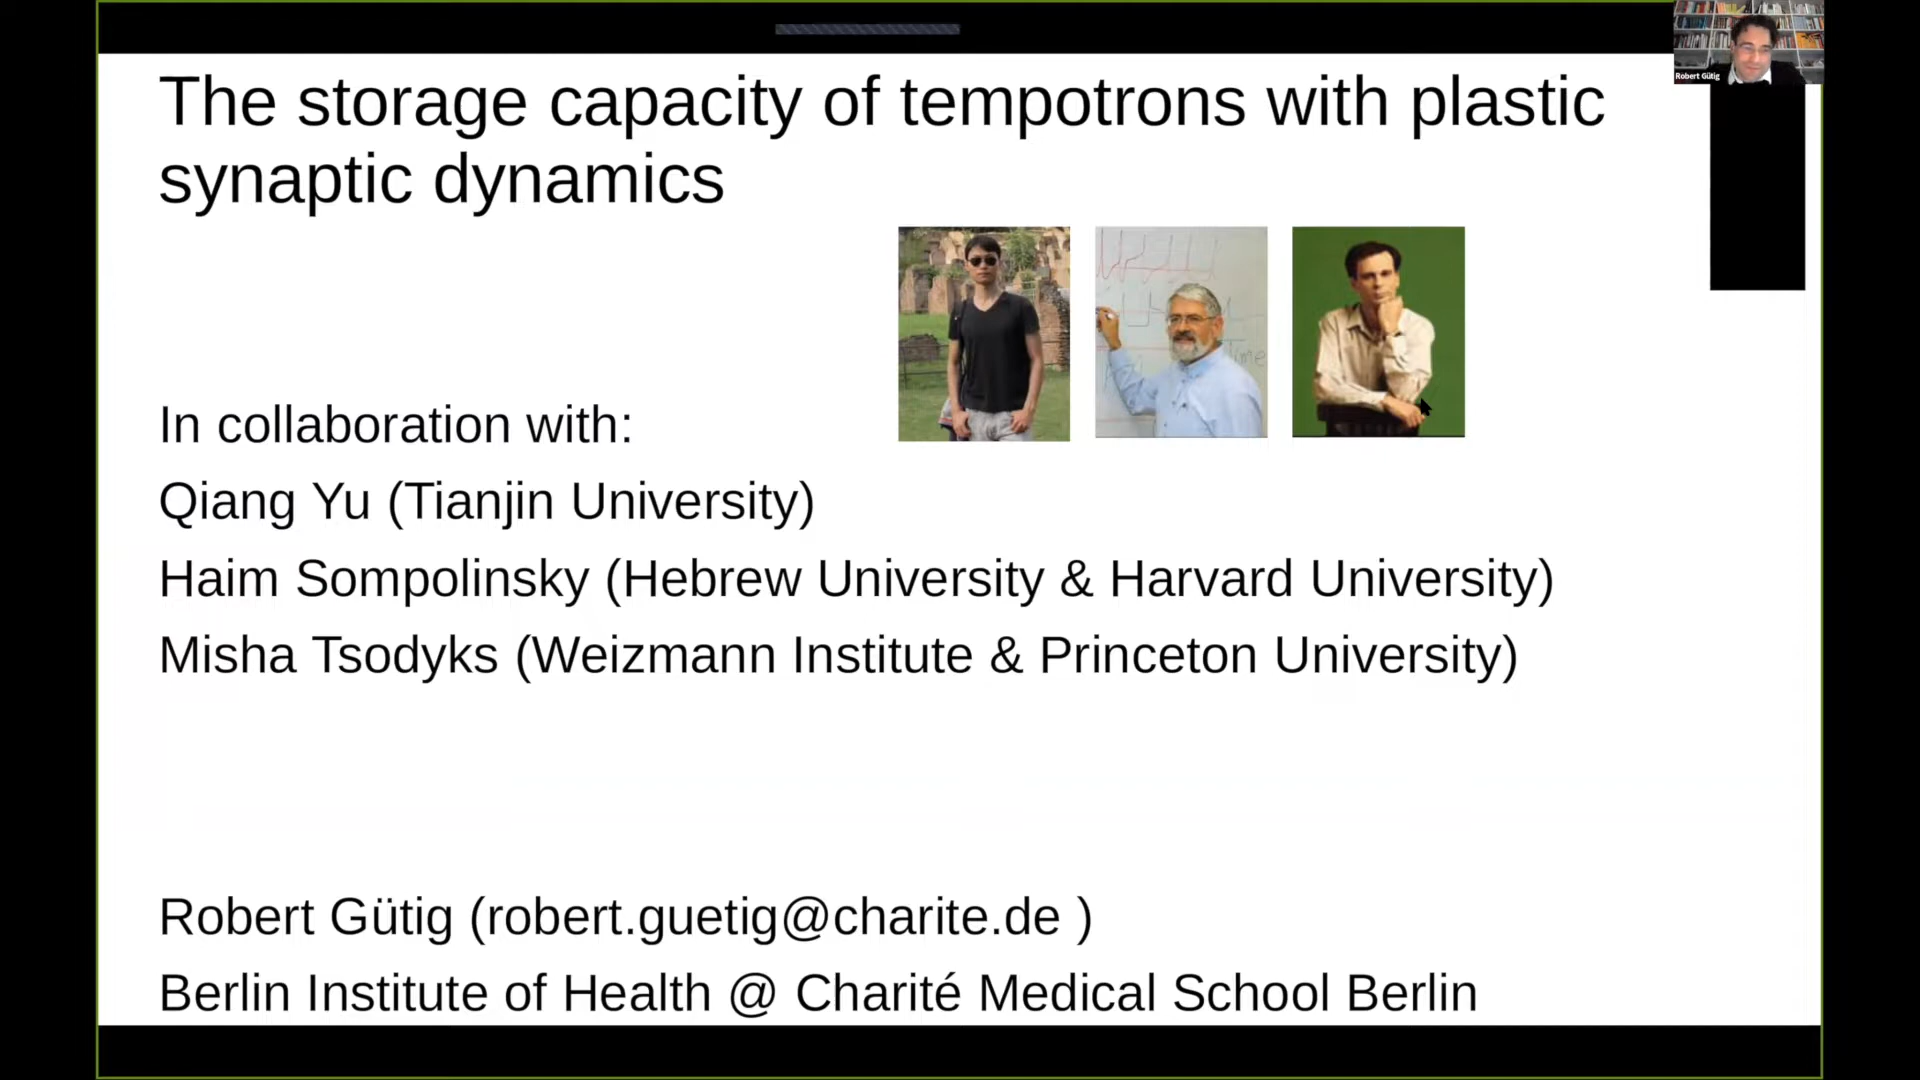 The storage capacity of tempotrons with plastic
synaptic dynamics
Robert Gütig
Time
In collaboration with:
Qiang Yu (Tianjin University)
Haim Sompolinsky (Hebrew University & Harvard University)
Misha Tsodyks (Weizmann Institute & Princeton University)
Robert Gütig (robert.guetig@charite.de )
Berlin Institute of Health @ Charité Medical School Berlin